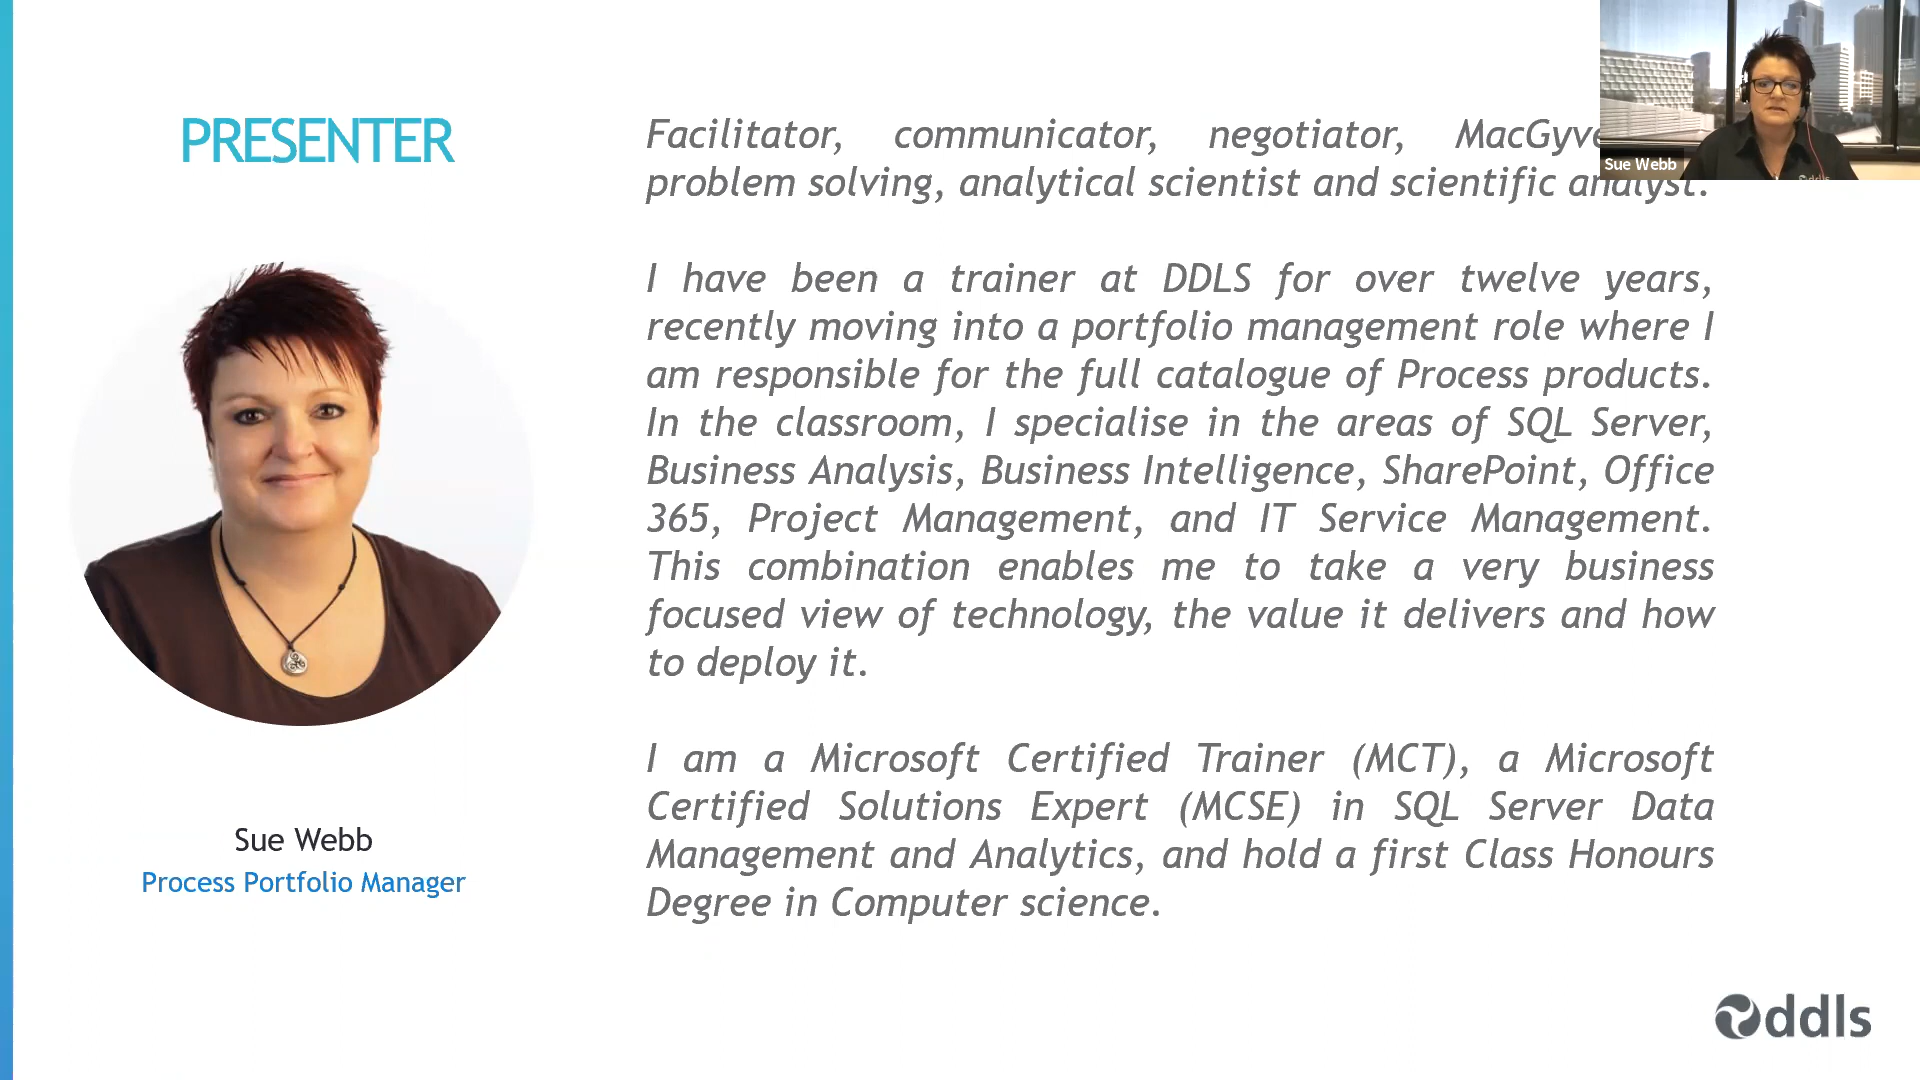 PRESENTER
Facilitator, communicator, negotiator,
problem solving, analytical scientist and scientific analyst.
I have been a trainer at DDLS for over twelve years,
recently moving into a portfolio management role where I
am responsible for the full catalogue of Process products.
In the classroom, I specialise in the areas of SQL Server,
Business Analysis, Business Intelligence, SharePoint, Office
365, Project Management, and IT Service Management.
This combination enables me to take a very business
focused view of technology, the value it delivers and how
to deploy it.
I am a Microsoft Certified Trainer (MCT), a Microsoft
Certified Solutions Expert (MCSE) in SQL Server Data
Management and Analytics, and hold a first Class Honours
Degree in Computer science.
Sue Webb
Process Portfolio Manager
Sue Webb
ddls